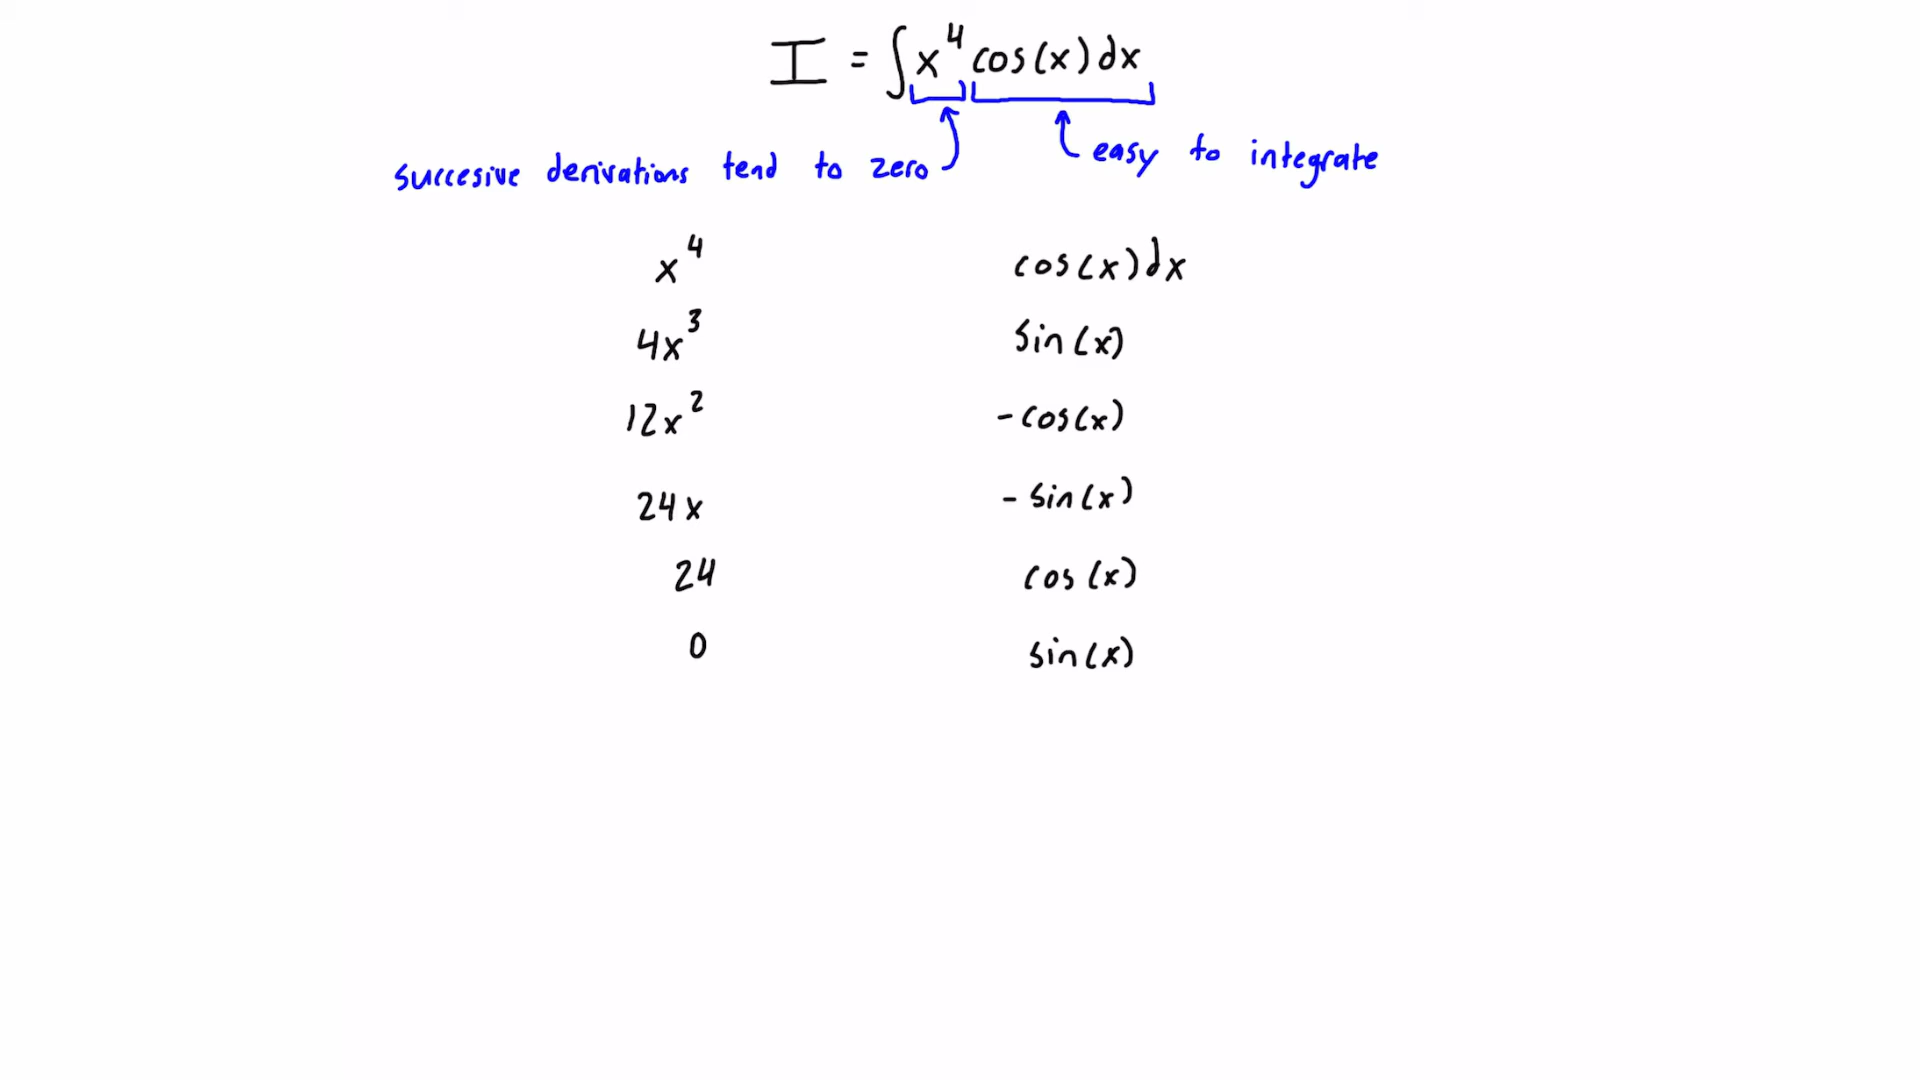 I = ∫x⁴cos(x)dx
succesive derivations tend to zero easy to integrate
x⁴ cos(x)dx
4x³ sin(x)
12x² -cos(x)
24x -sin(x)
24 cos(x)
0 sin(x)